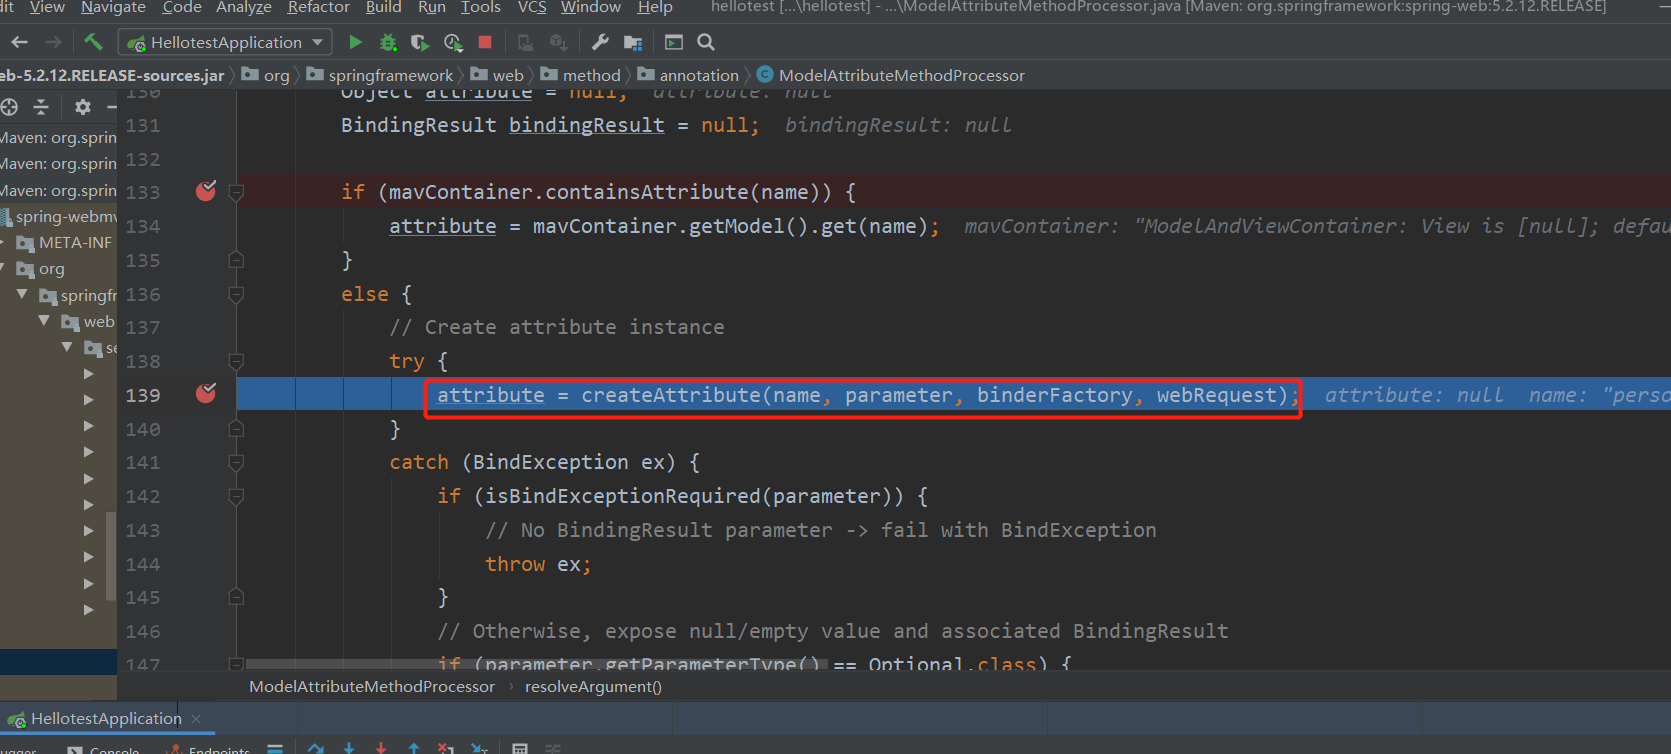 dit View Navigate Code Analyze Refactor Build Run Tools VCS Window Help hellotest [...\hellotest] - ...\ModelAttributeMethodProcessor.java [Maven: org.springframework:spring-web:5.2.12.RELEASE]
HellotestApplication
eb-5.2.12.RELEASE-sources.jar org springframework web method annotation ModelAttributeMethodProcessor
Maven: org.sprin
Maven: org.sprin
Maven: org.sprin
spring-webmv
META-INF
org
springfr
web
se
130 Object attribute = null; attribute: null
131 BindingResult bindingResult = null; bindingResult: null
132
133 if (mavContainer.containsAttribute(name)) {
134 attribute = mavContainer.getModel().get(name); mavContainer: "ModelAndViewContainer: View is [null]; defau
135 }
136 else {
137 // Create attribute instance
138 try {
139 attribute = createAttribute(name, parameter, binderFactory, webRequest); attribute: null name: "perso
140 }
141 catch (BindException ex) {
142 if (isBindExceptionRequired(parameter)) {
143 // No BindingResult parameter -> fail with BindException
144 throw ex;
145 }
146 // Otherwise, expose null/empty value and associated BindingResult
147 if (parameter.getParameterType() == Optional.class) {
ModelAttributeMethodProcessor › resolveArgument()
HellotestApplication ×
ugger Console Endpoints